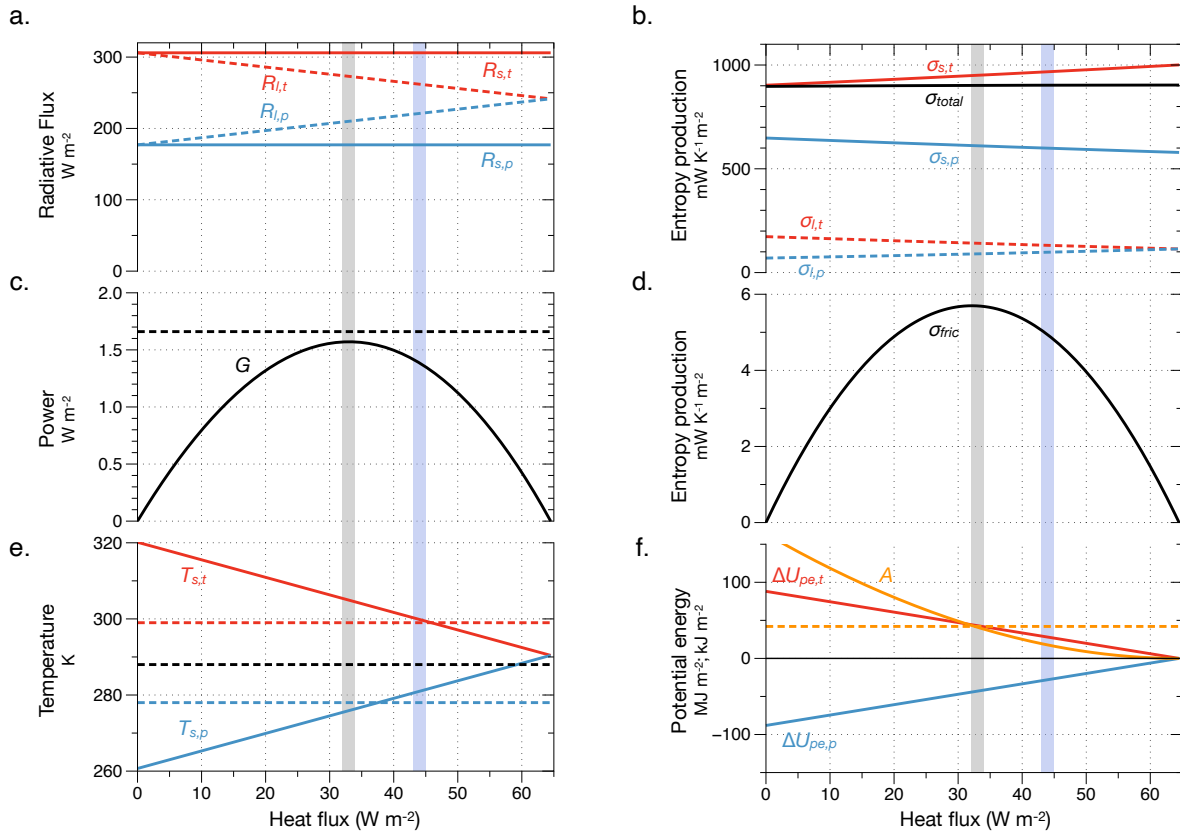 a.
300
200
100
0
Radiative Flux
W m-2
Rs,t
Rl,t
Rl,p
Rs,p
b.
1000
600
200
0
Entropy production
mW K-1 m-2
σs,t
σtotal
σs,p
σl,t
σl,p
c.
2.0
1.5
1.0
0.5
0
Power
W m-2
G
d.
6
4
2
0
Entropy production
mW K-1 m-2
σfric
e.
320
300
280
260
Temperature
K
Ts,t
Ts,p
0 10 20 30 40 50 60
Heat flux (W m-2)
f.
100
0
−100
Potential energy
MJ m-2; kJ m-2
ΔUpe,t
A
ΔUpe,p
0 10 20 30 40 50 60
Heat flux (W m-2)